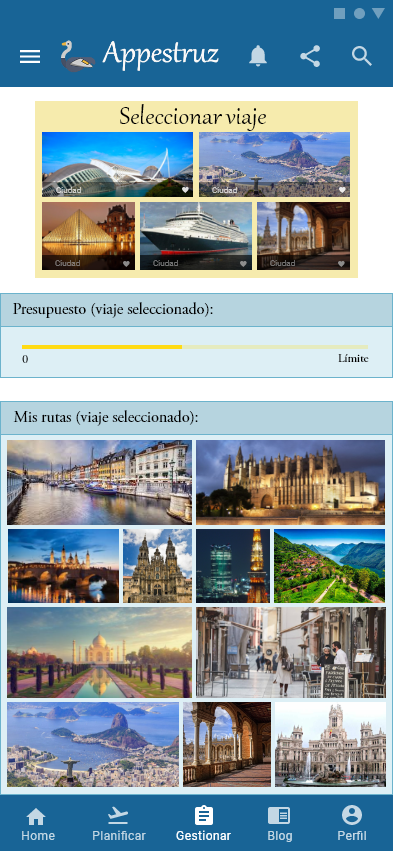 Appestruz
Seleccionar viaje
Ciudad
Ciudad
Ciudad
Ciudad
Ciudad
Presupuesto (viaje seleccionado):
0 Límite
Mis rutas (viaje seleccionado):
Home Planificar Gestionar Blog Perfil